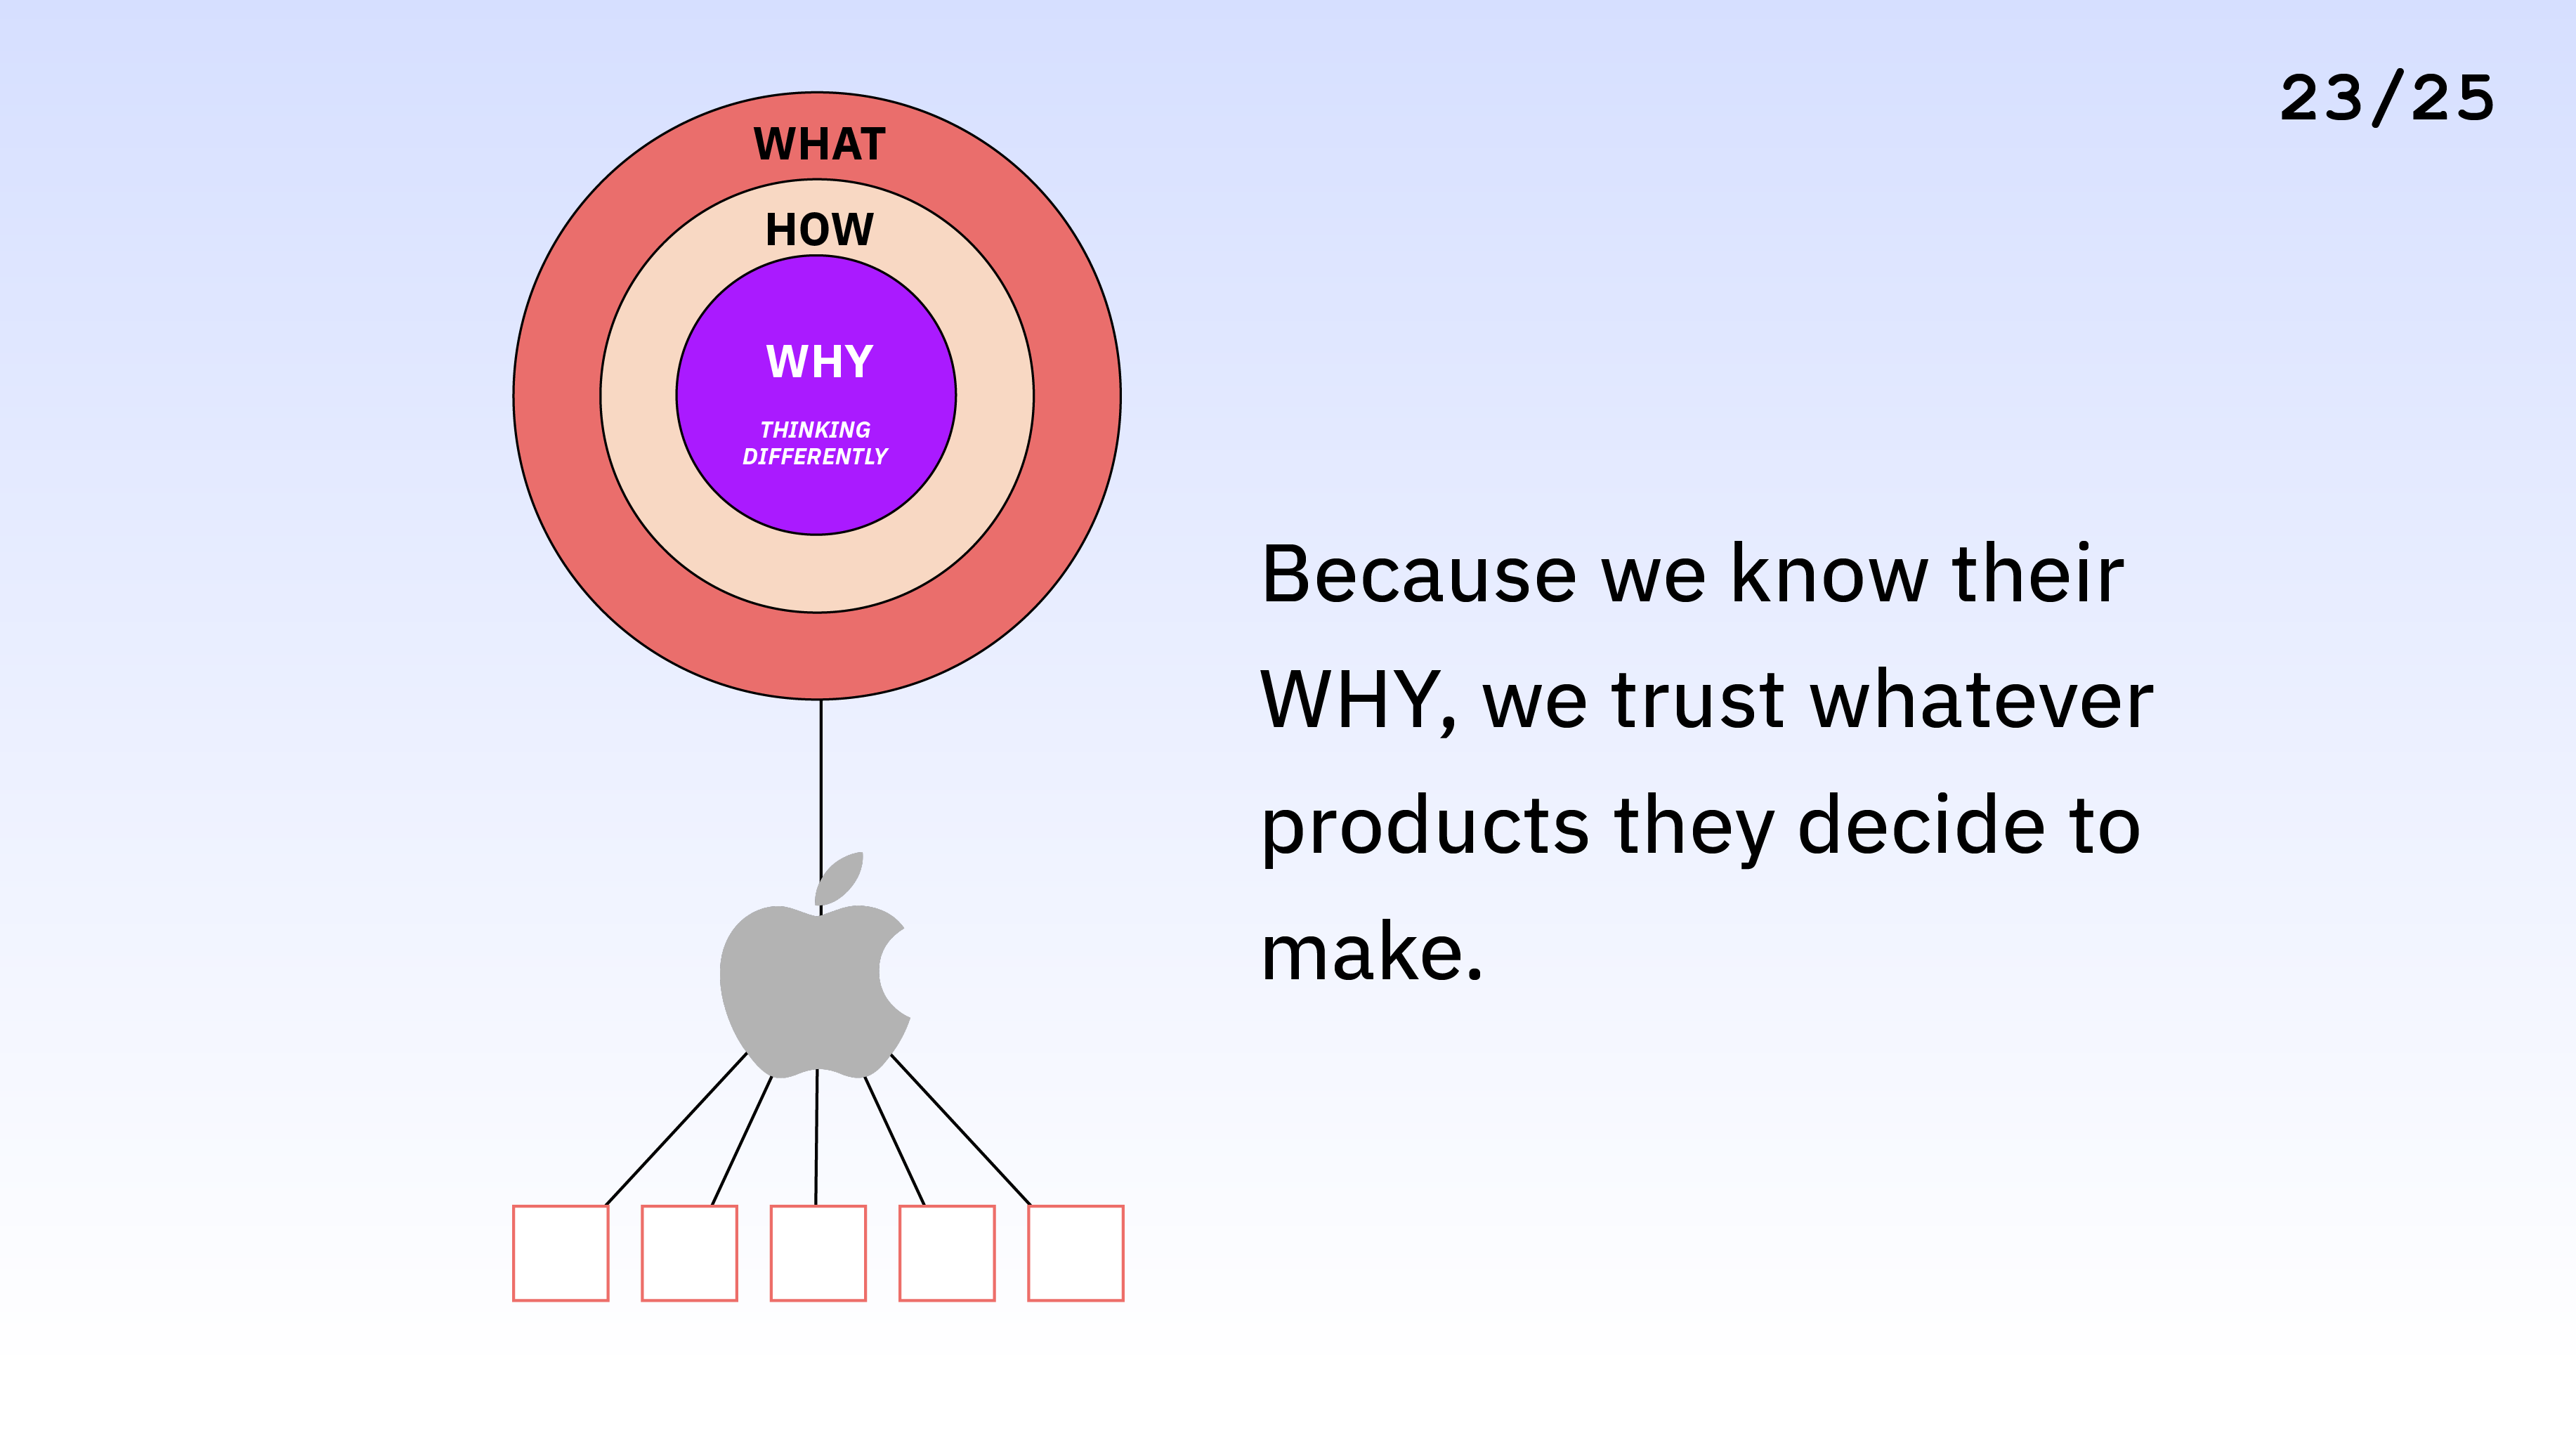 23/25
WHAT
HOW
WHY
THINKING
DIFFERENTLY
Because we know their
WHY, we trust whatever
products they decide to
make.